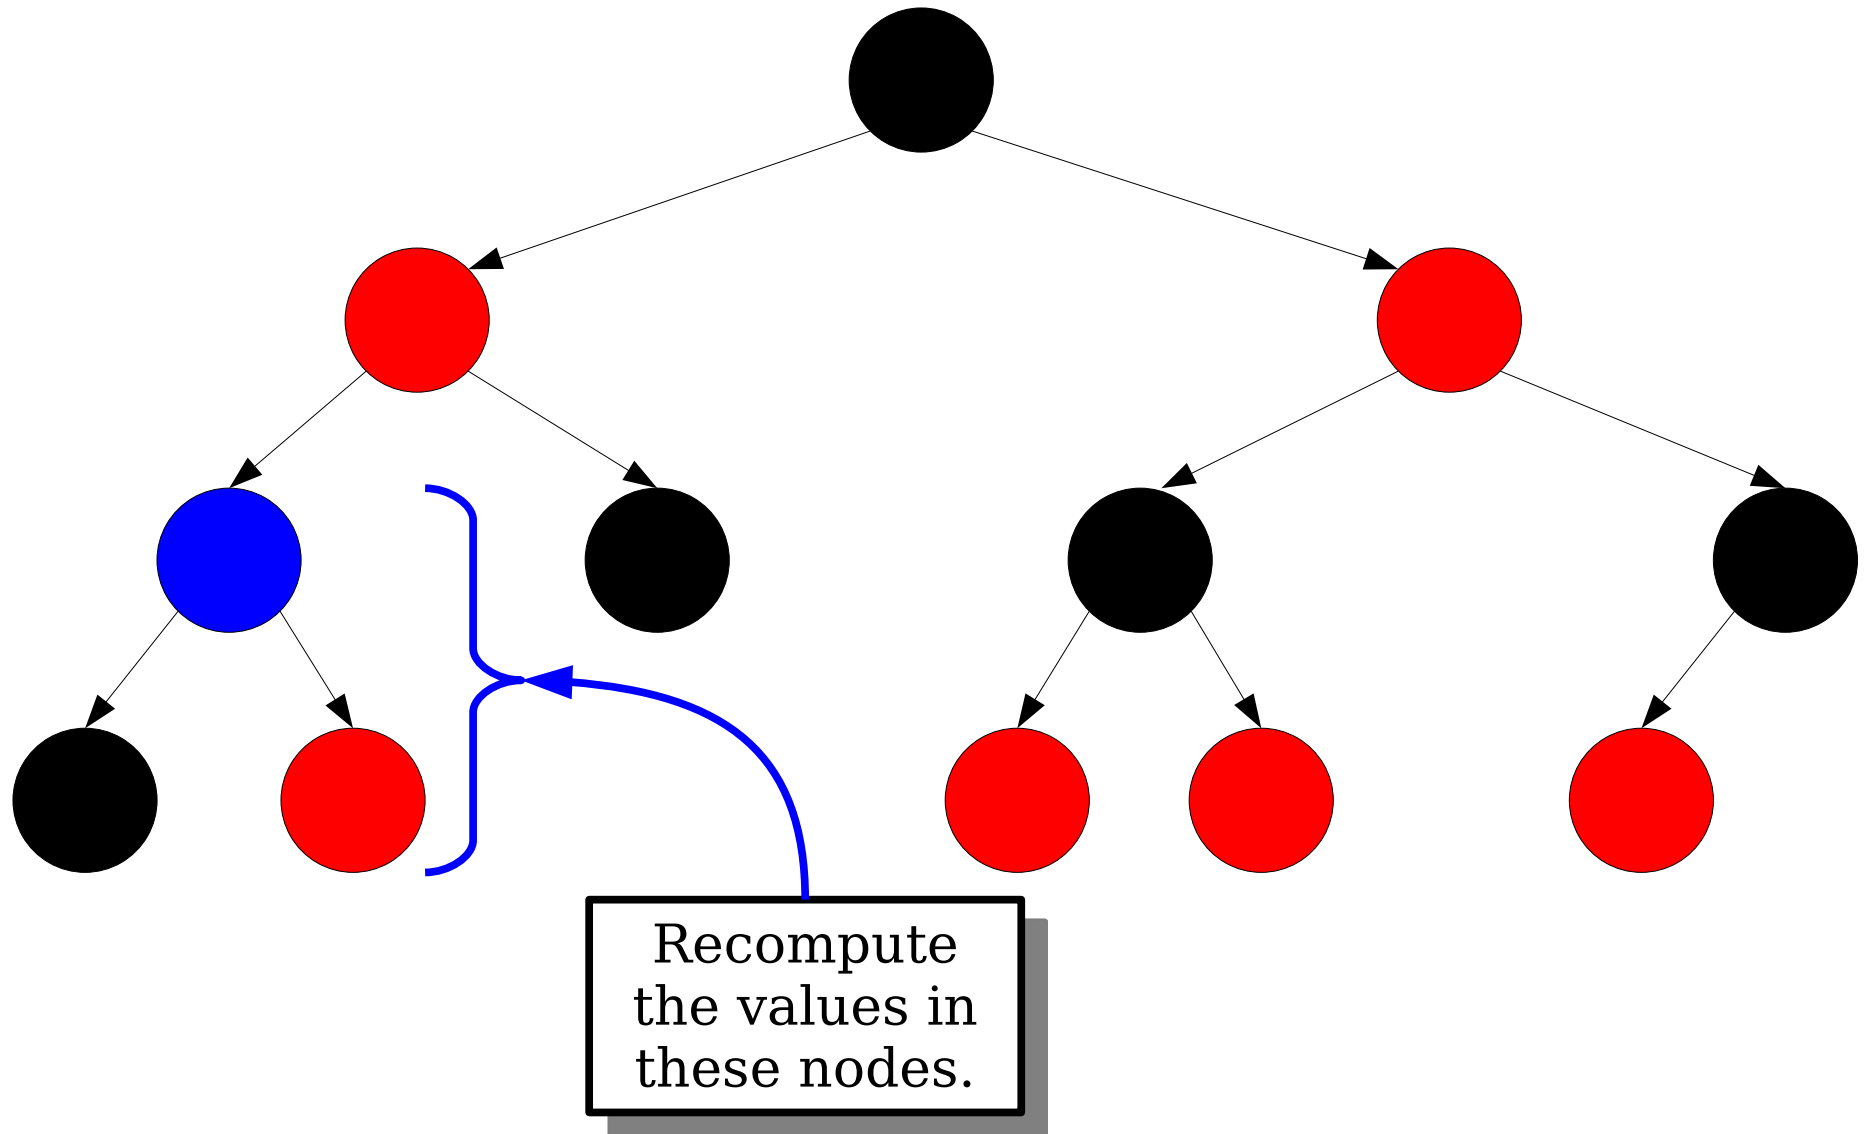 Recompute
the values in
these nodes.